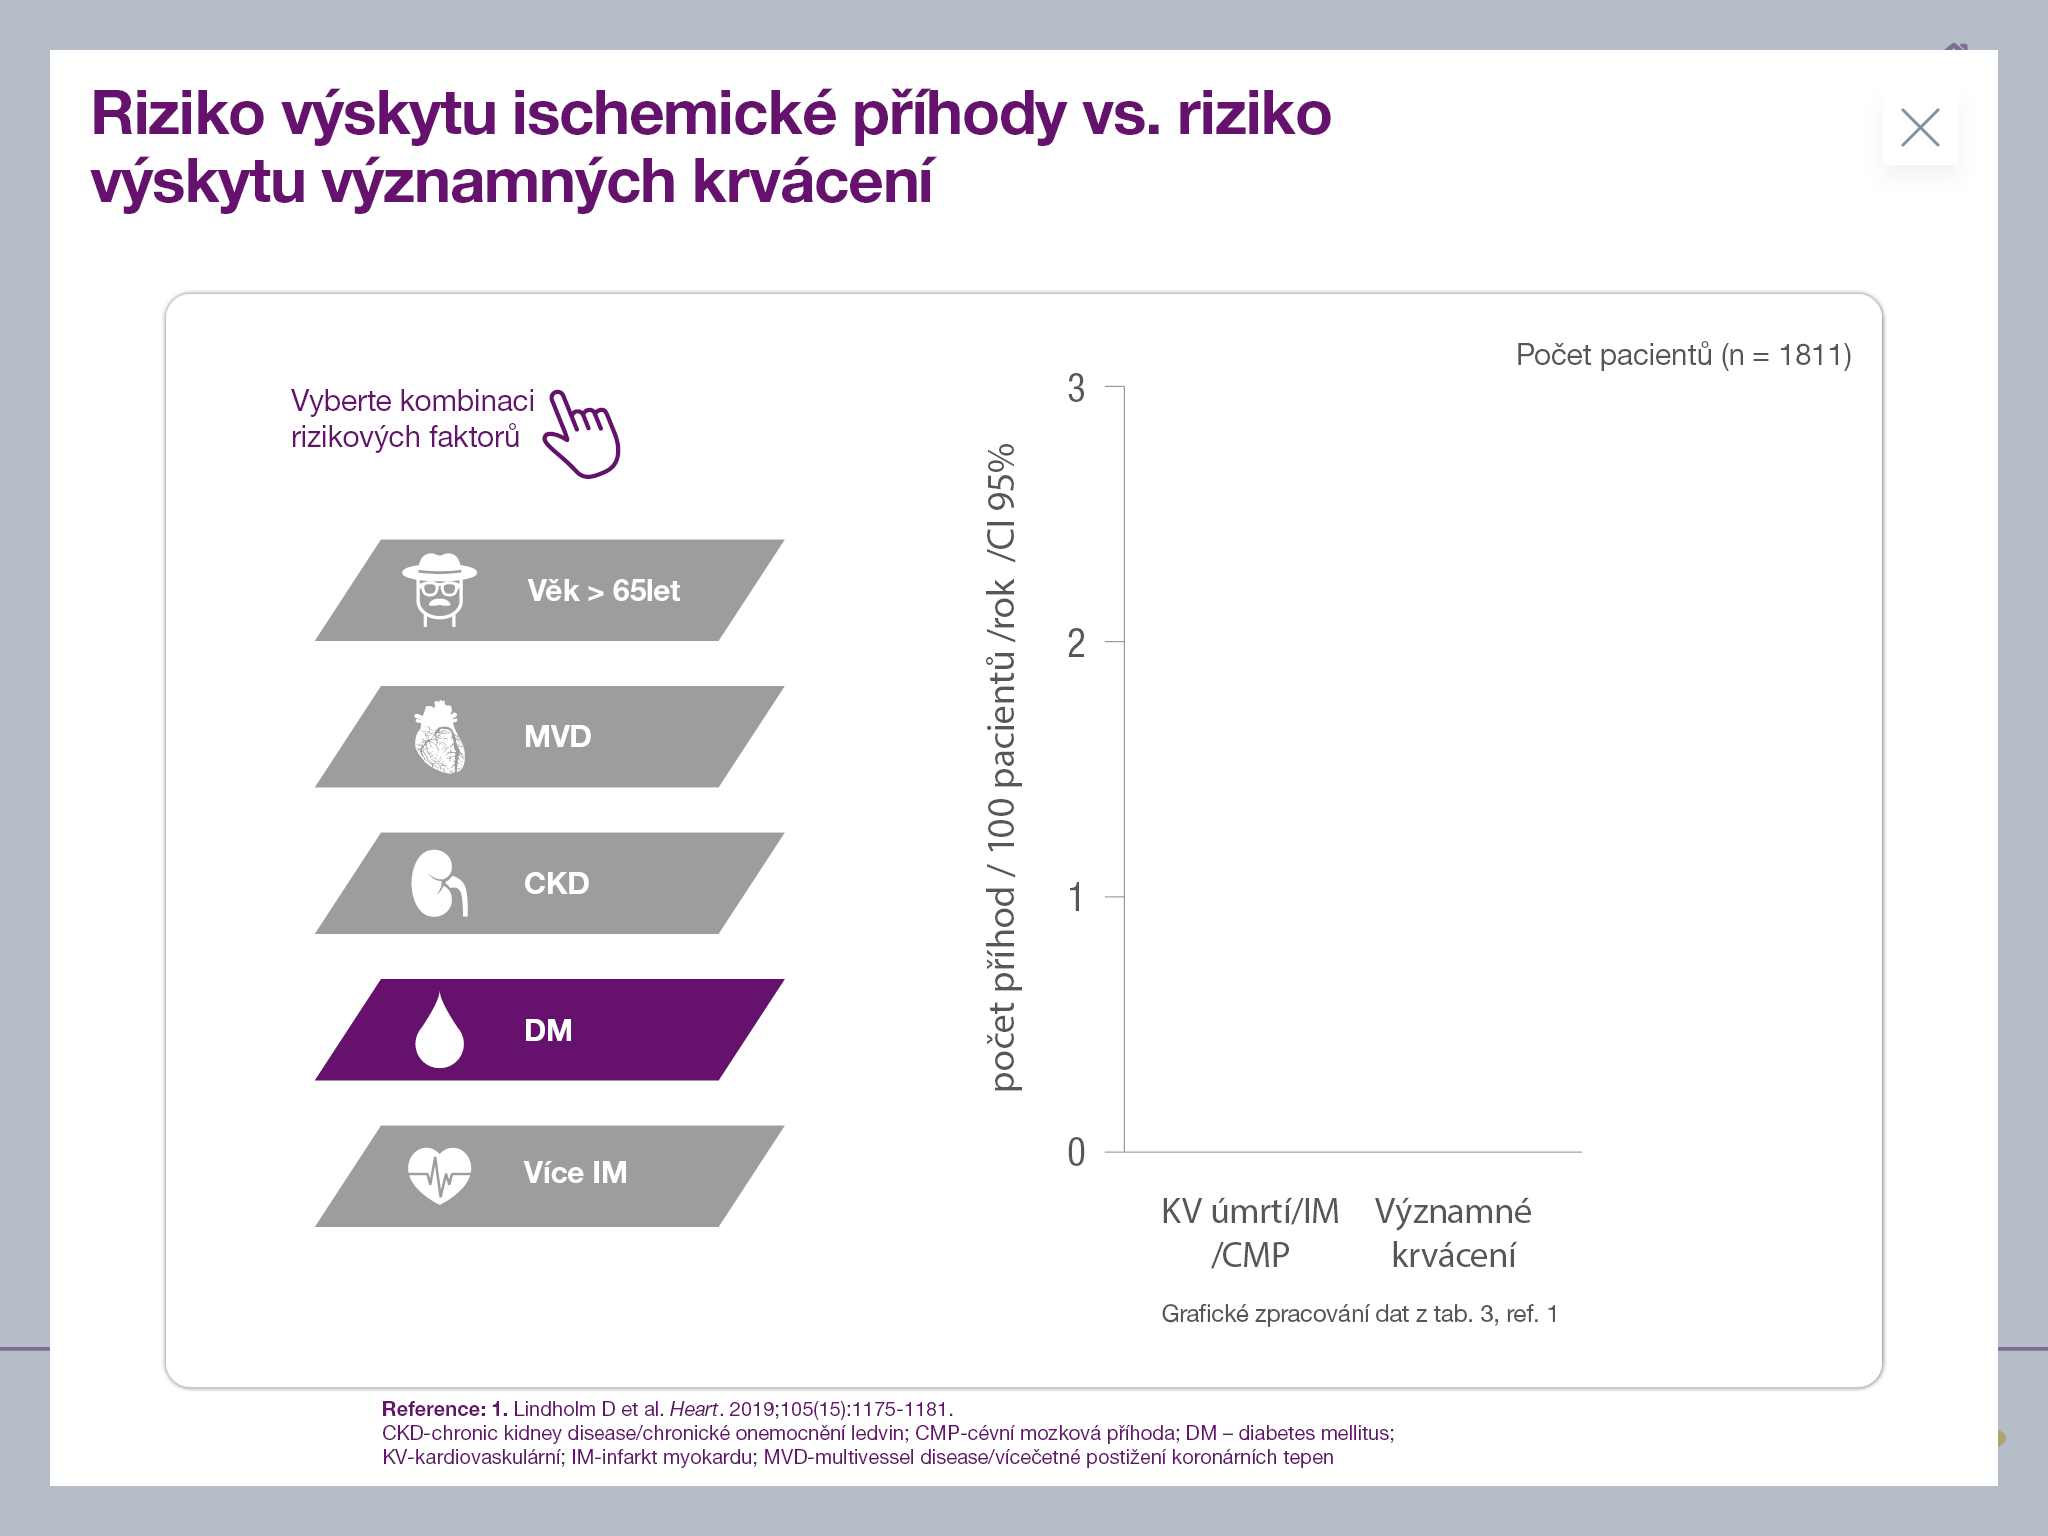 Riziko výskytu ischemické příhody vs. riziko
výskytu významných krvácení
Počet pacientů (n = 1811)
Vyberte kombinaci
rizikových faktorů
Věk > 65let
MVD
CKD
DM
Více IM
počet příhod / 100 pacientů /rok /CI 95%
3
2
1
0
KV úmrtí/IM
/CMP
Významné
krvácení
Grafické zpracování dat z tab. 3, ref. 1
Reference: 1. Lindholm D et al. Heart. 2019;105(15):1175-1181.
CKD-chronic kidney disease/chronické onemocnění ledvin; CMP-cévní mozková příhoda; DM – diabetes mellitus;
KV-kardiovaskulární; IM-infarkt myokardu; MVD-multivessel disease/vícečetné postižení koronárních tepen